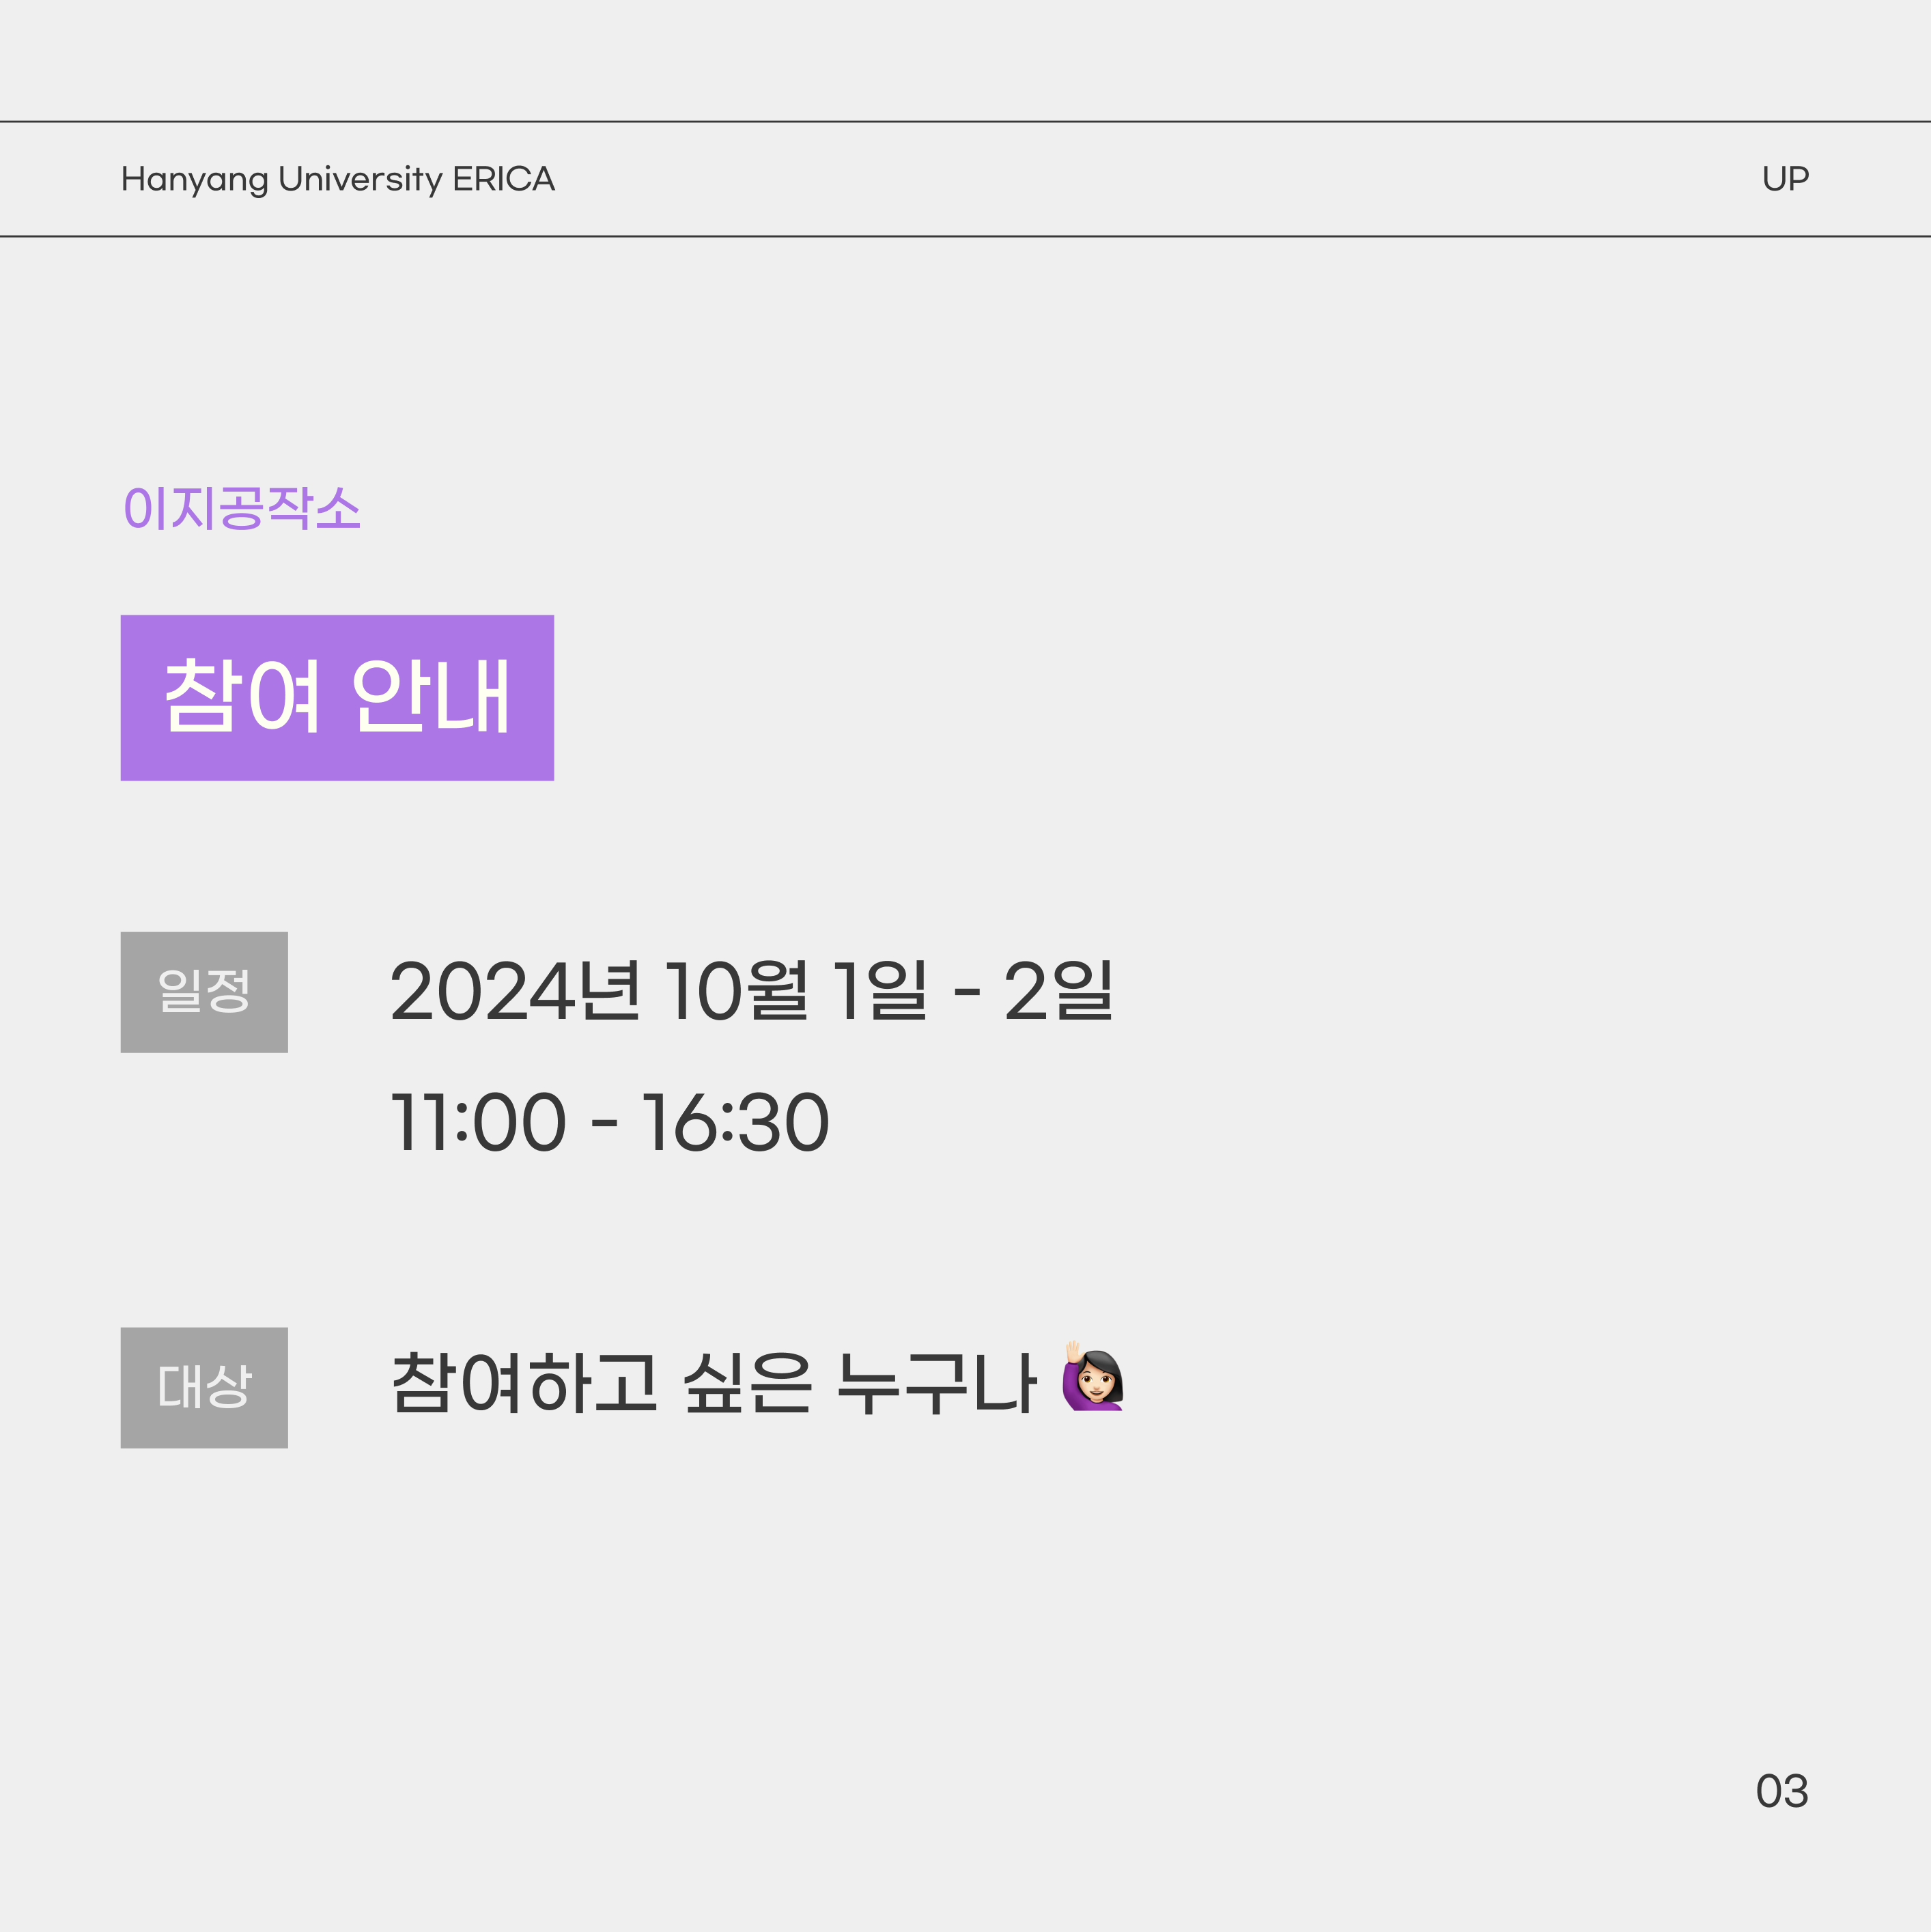 Hanyang University ERICA
UP
이지공작소
참여 안내
일정
2024년 10월 1일 - 2일
11:00 - 16:30
대상
참여하고 싶은 누구나 🙋🏻‍♀️
03